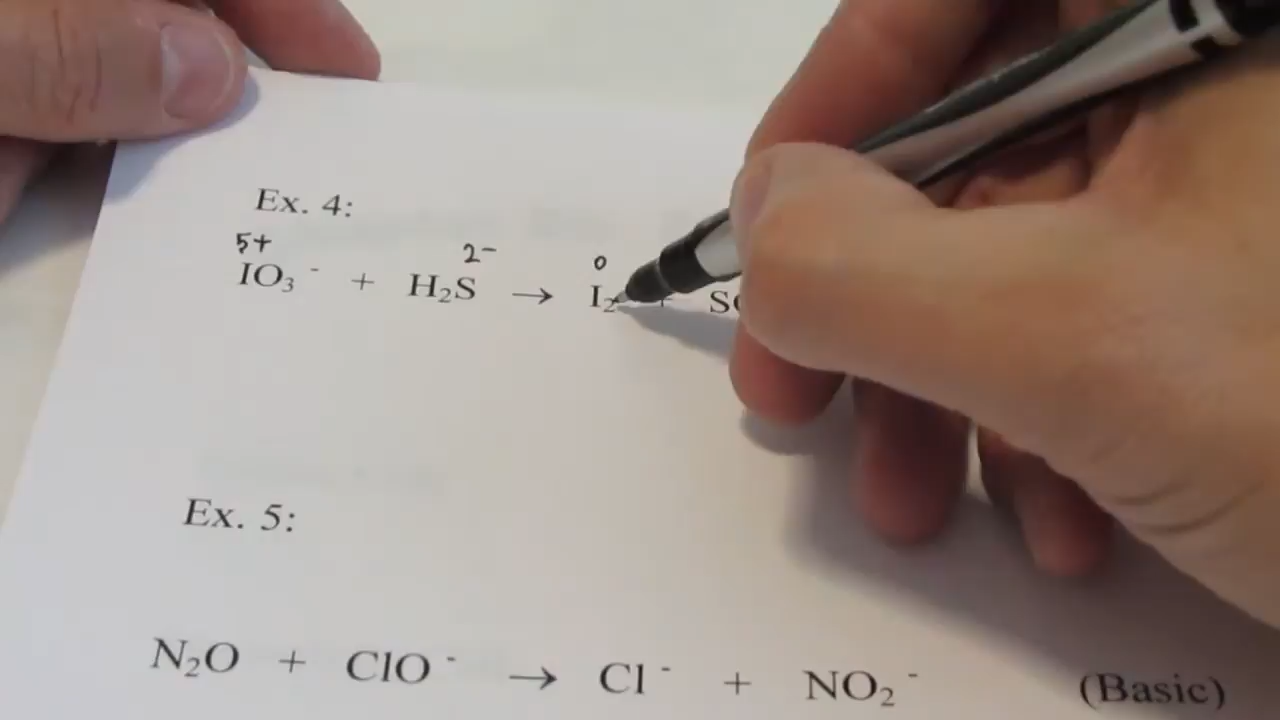 Ex. 4:
5+ 2- 0
IO₃⁻ + H₂S → I₂ +
Ex. 5:
N₂O + ClO⁻ → Cl⁻ + NO₂⁻ (Basic)